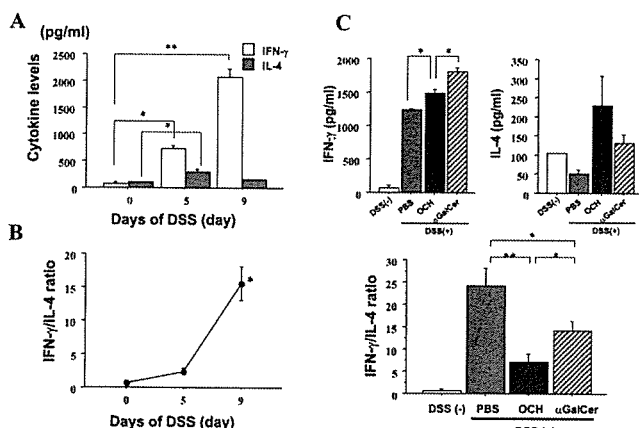 A
(pg/ml)
2500
2000
1500
1000
500
0
Cytokine levels
**
*
*
IFN-γ
IL-4
0 5 9
Days of DSS (day)
B
20
15
10
5
0
IFN-γ/IL-4 ratio
*
0 5 9
Days of DSS (day)
C
2000
1500
1000
500
0
IFN-γ (pg/ml)
* *
DSS(-) PBS OCH αGalCer
DSS(+)
400
350
300
250
200
150
100
50
0
IL-4 (pg/ml)
DSS(-) PBS OCH αGalCer
DSS(+)
30
25
20
15
10
5
0
IFN-γ/IL-4 ratio
*
** *
DSS (-) PBS OCH αGalCer